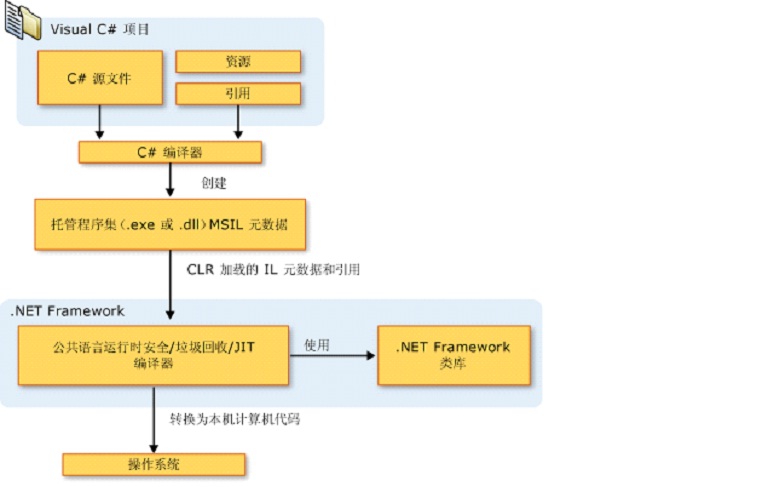 Visual C# 项目
C# 源文件
资源
引用
C# 编译器
创建
托管程序集(.exe 或 .dll)MSIL 元数据
CLR 加载的 IL 元数据和引用
.NET Framework
公共语言运行时安全/垃圾回收/JIT
编译器
使用
.NET Framework
类库
转换为本机计算机代码
操作系统